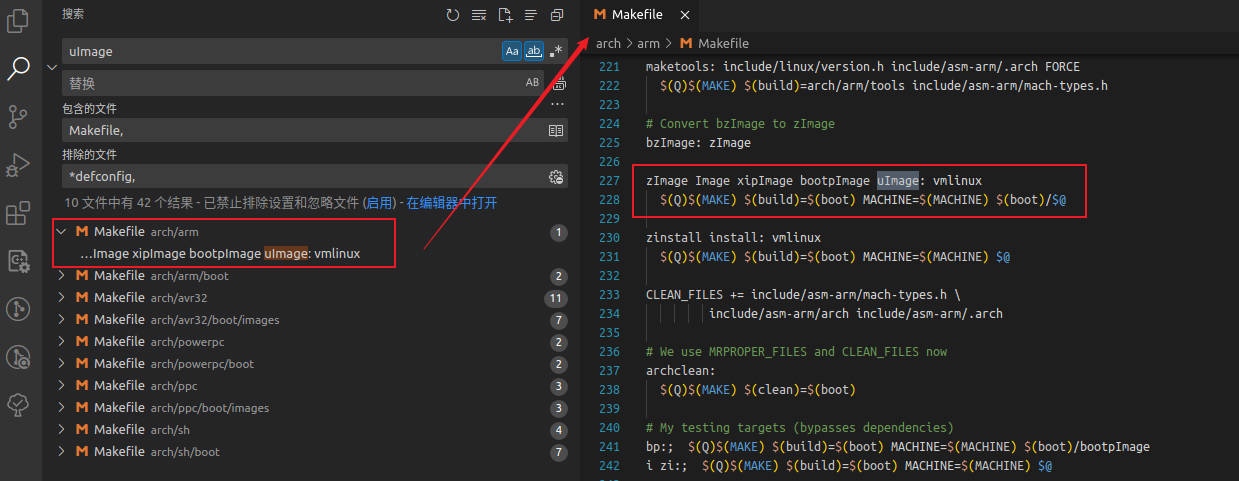 搜索
uImage
Aa ab .*
替换
AB
包含的文件
...
Makefile,
排除的文件
*defconfig,
10 文件中有 42 个结果 - 已禁止排除设置和忽略文件 (启用) - 在编辑器中打开
Makefile arch/arm 1
...Image xipImage bootpImage uImage: vmlinux
Makefile arch/arm/boot 2
Makefile arch/avr32 11
Makefile arch/avr32/boot/images 7
Makefile arch/powerpc 2
Makefile arch/powerpc/boot 2
Makefile arch/ppc 3
Makefile arch/ppc/boot/images 3
Makefile arch/sh 4
Makefile arch/sh/boot 7
Makefile
arch > arm > Makefile
221 maketools: include/linux/version.h include/asm-arm/.arch FORCE
222 $(Q)$(MAKE) $(build)=arch/arm/tools include/asm-arm/mach-types.h
223
224 # Convert bzImage to zImage
225 bzImage: zImage
226
227 zImage Image xipImage bootpImage uImage: vmlinux
228 $(Q)$(MAKE) $(build)=$(boot) MACHINE=$(MACHINE) $(boot)/$@
229
230 zinstall install: vmlinux
231 $(Q)$(MAKE) $(build)=$(boot) MACHINE=$(MACHINE) $@
232
233 CLEAN_FILES += include/asm-arm/mach-types.h \
234 include/asm-arm/arch include/asm-arm/.arch
235
236 # We use MRPROPER_FILES and CLEAN_FILES now
237 archclean:
238 $(Q)$(MAKE) $(clean)=$(boot)
239
240 # My testing targets (bypasses dependencies)
241 bp:; $(Q)$(MAKE) $(build)=$(boot) MACHINE=$(MACHINE) $(boot)/bootpImage
242 i zi:; $(Q)$(MAKE) $(build)=$(boot) MACHINE=$(MACHINE) $@